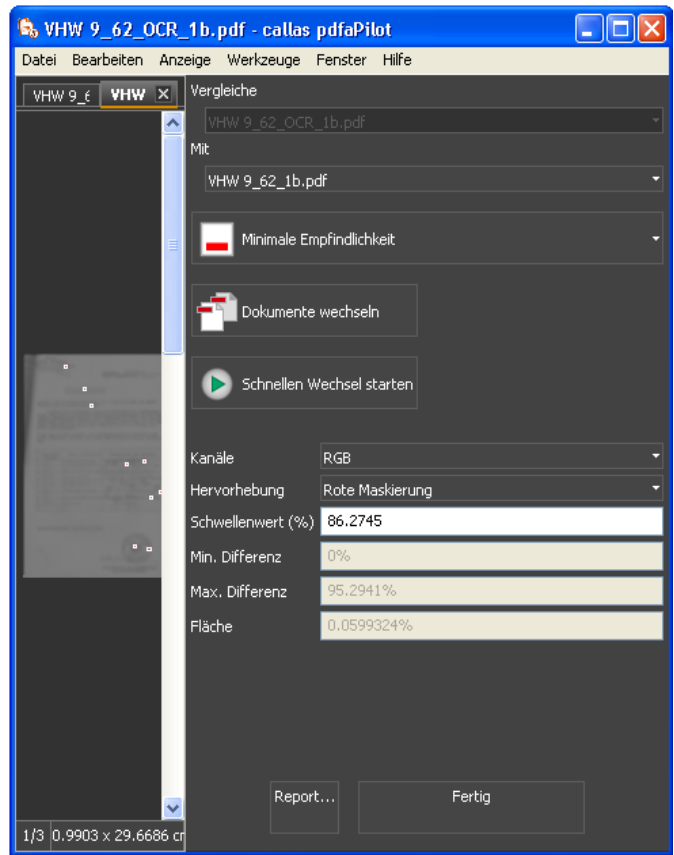 VHW 9_62_OCR_1b.pdf - callas pdfaPilot
Datei Bearbeiten Anzeige Werkzeuge Fenster Hilfe
VHW 9_6 VHW
Vergleiche
VHW 9_62_OCR_1b.pdf
Mit
VHW 9_62_1b.pdf
Minimale Empfindlichkeit
Dokumente wechseln
Schnellen Wechsel starten
Kanäle RGB
Hervorhebung Rote Maskierung
Schwellenwert (%) 86.2745
Min. Differenz 0%
Max. Differenz 95.2941%
Fläche 0.0599324%
Report... Fertig
1/3 0.9903 x 29.6686 cr